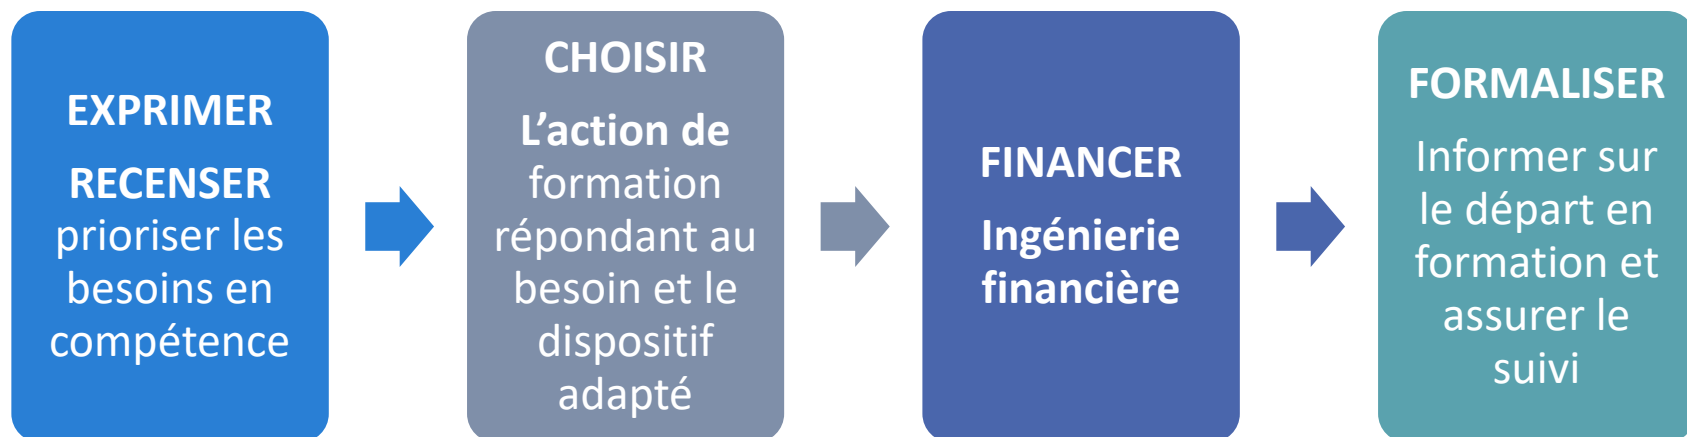 EXPRIMER
RECENSER
prioriser les
besoins en
compétence
CHOISIR
L’action de
formation
répondant au
besoin et le
dispositif
adapté
FINANCER
Ingénierie
financière
FORMALISER
Informer sur
le départ en
formation et
assurer le
suivi